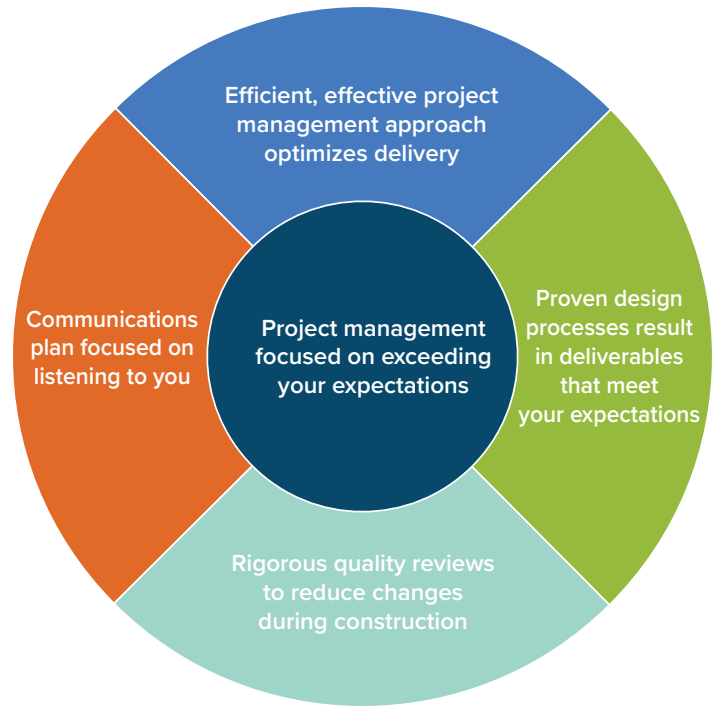 Efficient, effective project
management approach
optimizes delivery
Communications
plan focused on
listening to you
Project management
focused on exceeding
your expectations
Proven design
processes result
in deliverables
that meet
your expectations
Rigorous quality reviews
to reduce changes
during construction